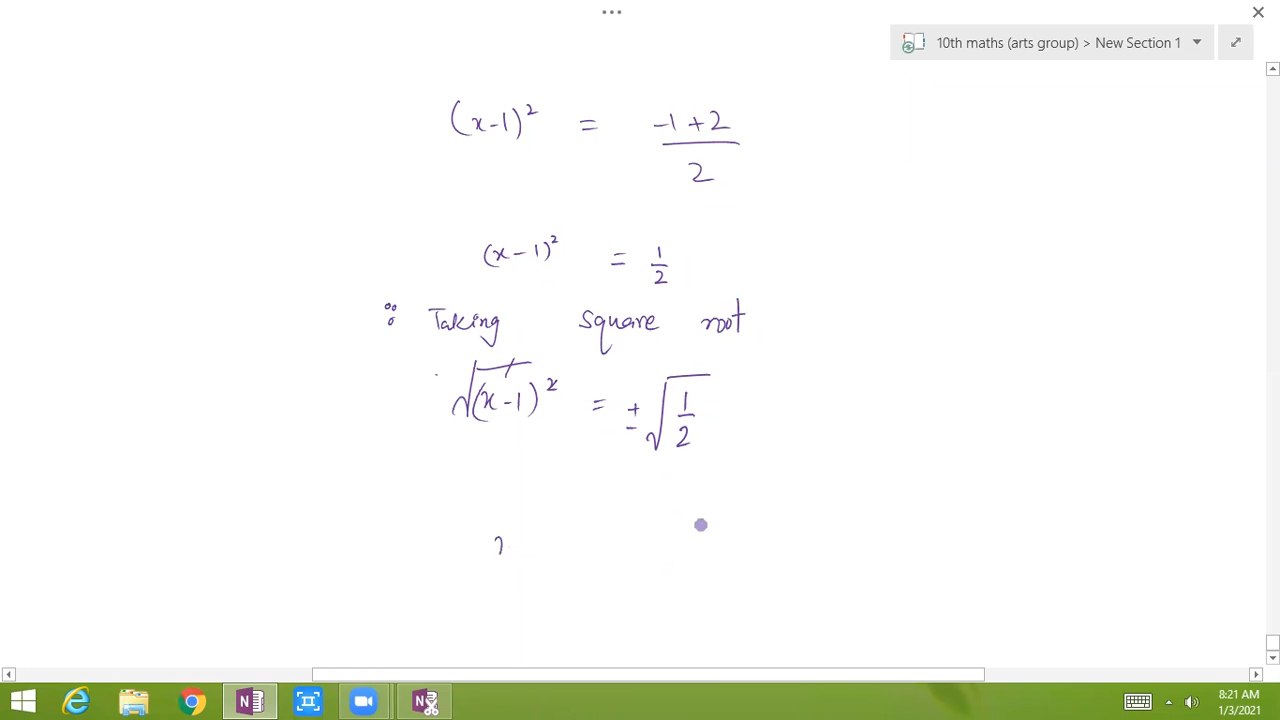 10th maths (arts group) > New Section 1
(x-1)² = -1+2/2
(x-1)² = 1/2
∴ Taking square root
√(x-1)² = ±√1/2
8:21 AM
1/3/2021